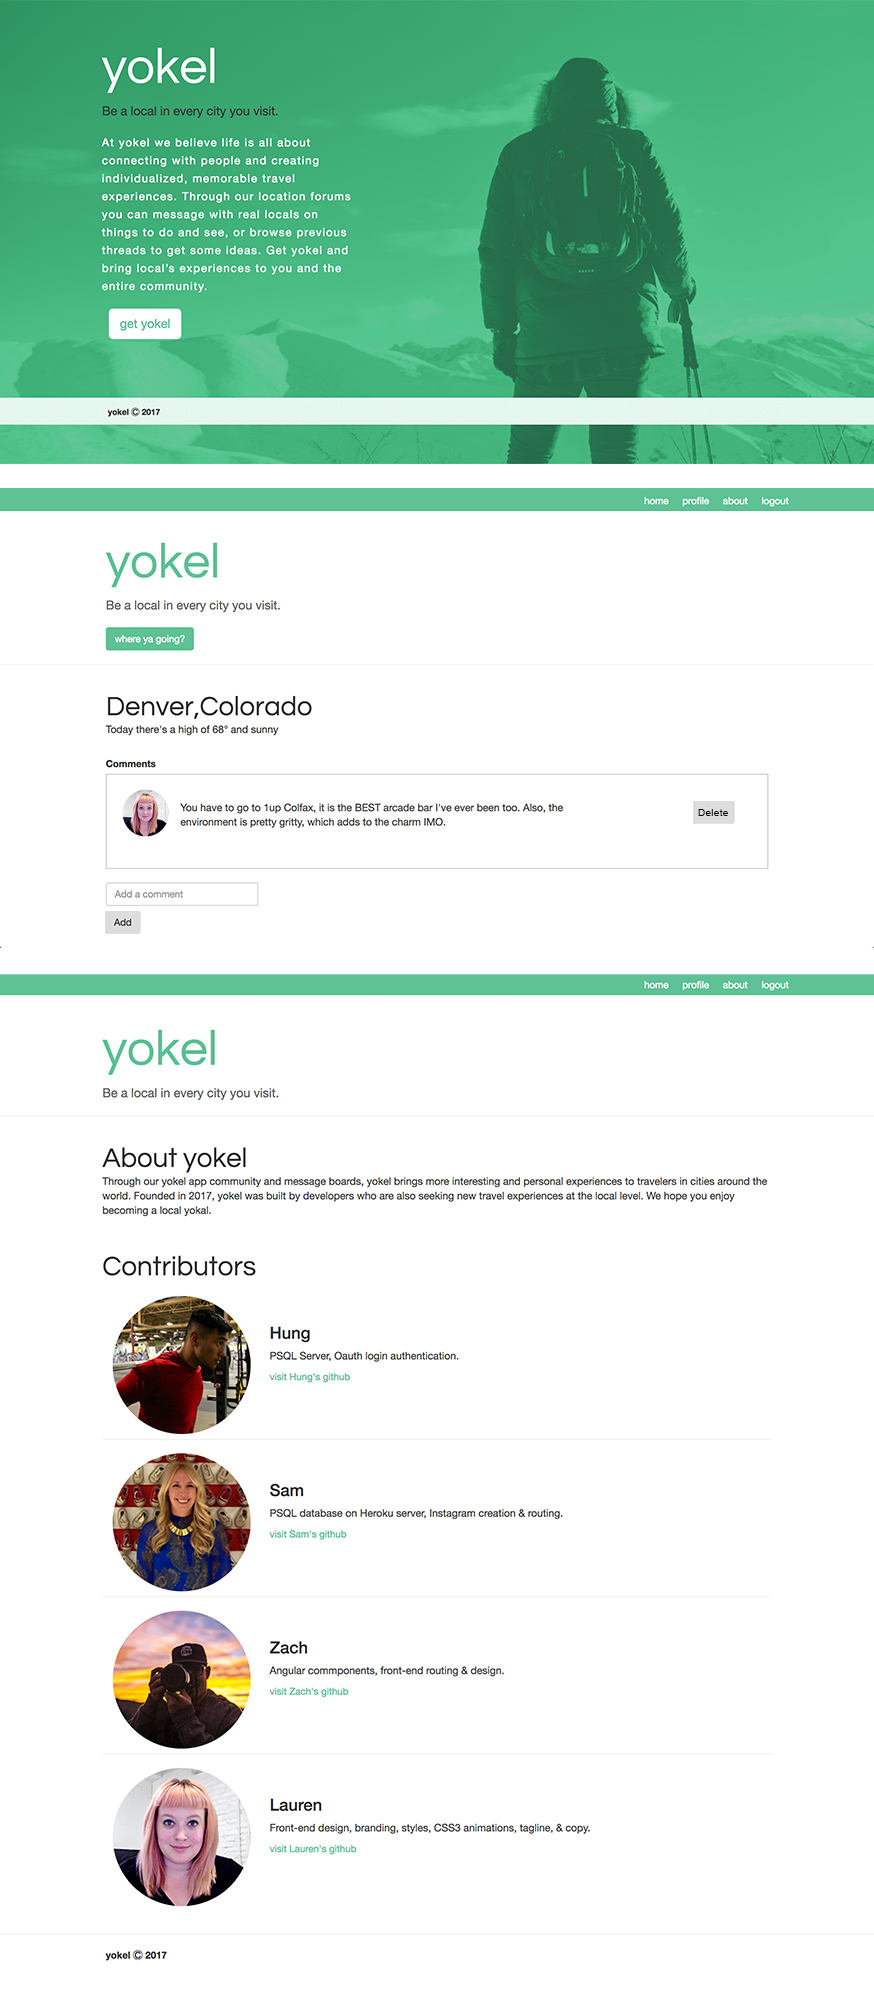 yokel
Be a local in every city you visit.
At yokel we believe life is all about
connecting with people and creating
individualized, memorable travel
experiences. Through our location forums
you can message with real locals on
things to do and see, or browse previous
threads to get some ideas. Get yokel and
bring local's experiences to you and the
entire community.
get yokel
yokel © 2017
home profile about logout
yokel
Be a local in every city you visit.
where ya going?
Denver,Colorado
Today there's a high of 68° and sunny
Comments
You have to go to 1up Colfax, it is the BEST arcade bar I've ever been too. Also, the
environment is pretty gritty, which adds to the charm IMO.
Delete
Add a comment
Add
home profile about logout
yokel
Be a local in every city you visit.
About yokel
Through our yokel app community and message boards, yokel brings more interesting and personal experiences to travelers in cities around the
world. Founded in 2017, yokel was built by developers who are also seeking new travel experiences at the local level. We hope you enjoy
becoming a local yokal.
Contributors
Hung
PSQL Server, Oauth login authentication.
visit Hung's github
Sam
PSQL database on Heroku server, Instagram creation & routing.
visit Sam's github
Zach
Angular commponents, front-end routing & design.
visit Zach's github
Lauren
Front-end design, branding, styles, CSS3 animations, tagline, & copy.
visit Lauren's github
yokel © 2017